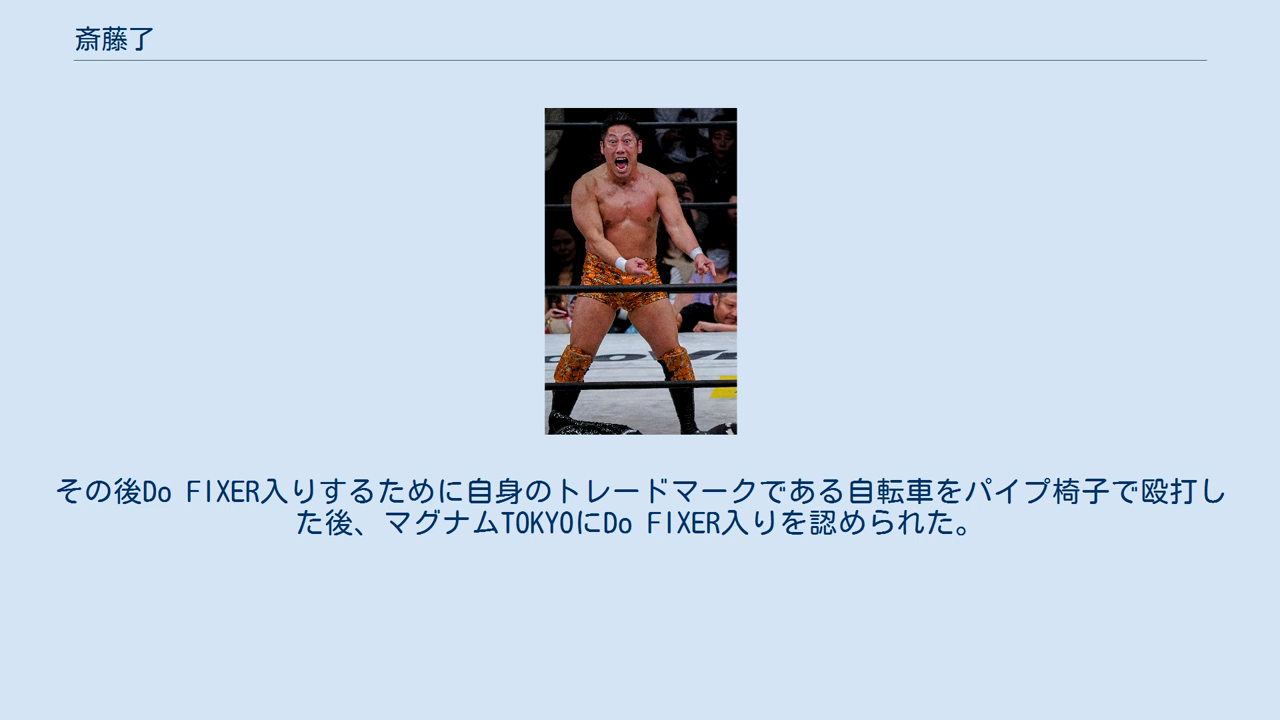 斎藤了
その後Do FIXER入りするために自身のトレードマークである自転車をパイプ椅子で殴打し
た後、マグナムTOKYOにDo FIXER入りを認められた。